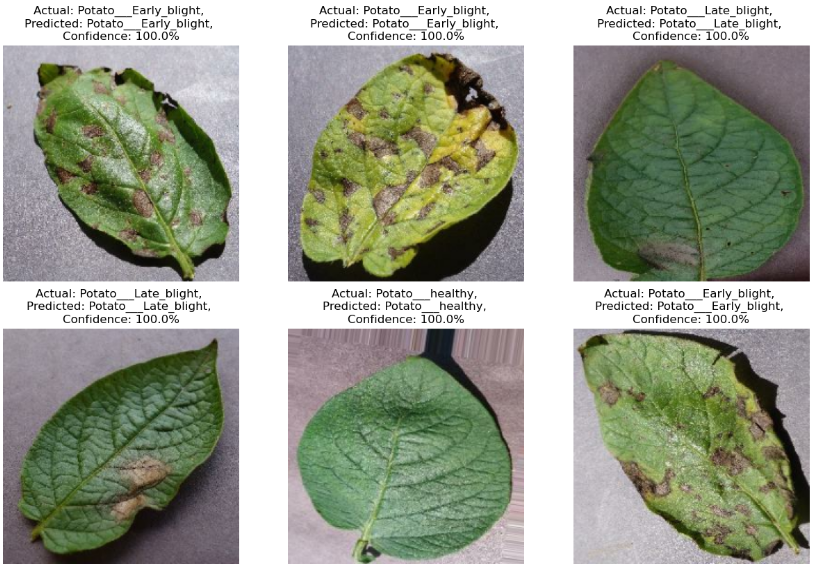 Actual: Potato___Early_blight,
Predicted: Potato___Early_blight,
Confidence: 100.0%
Actual: Potato___Early_blight,
Predicted: Potato___Early_blight,
Confidence: 100.0%
Actual: Potato___Late_blight,
Predicted: Potato___Late_blight,
Confidence: 100.0%
Actual: Potato___Late_blight,
Predicted: Potato___Late_blight,
Confidence: 100.0%
Actual: Potato___healthy,
Predicted: Potato___healthy,
Confidence: 100.0%
Actual: Potato___Early_blight,
Predicted: Potato___Early_blight,
Confidence: 100.0%